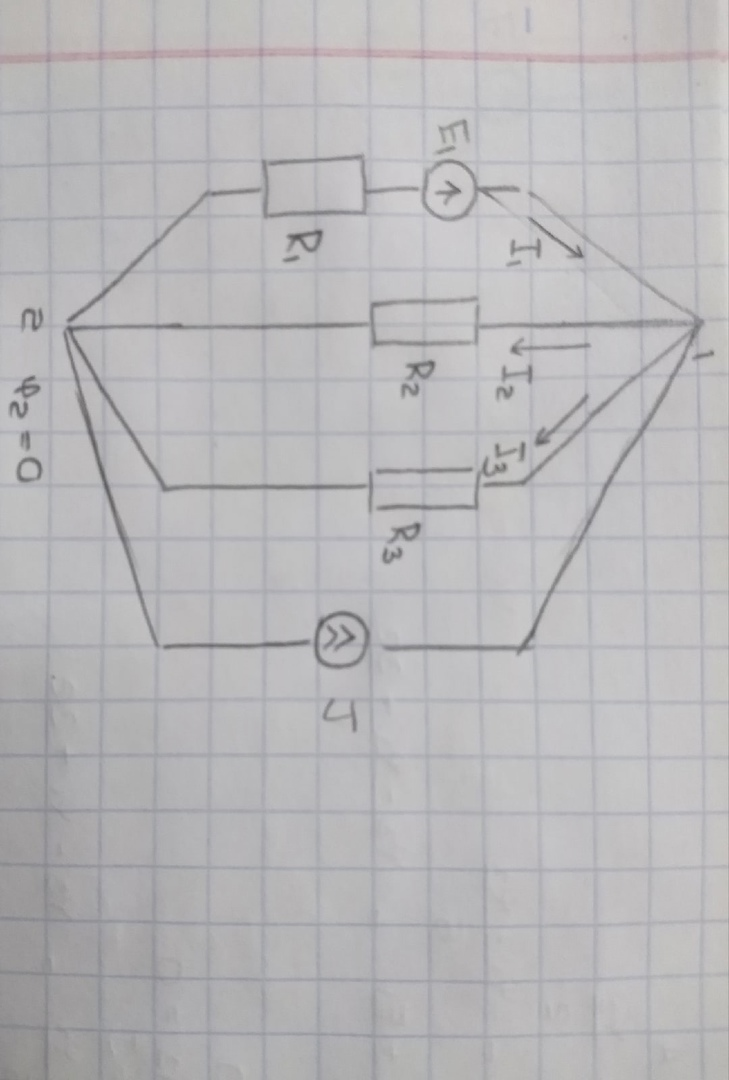 1
E₁
I₁
R₁
I₂
R₂
I₃
R₃
J
2
φ₂ = 0